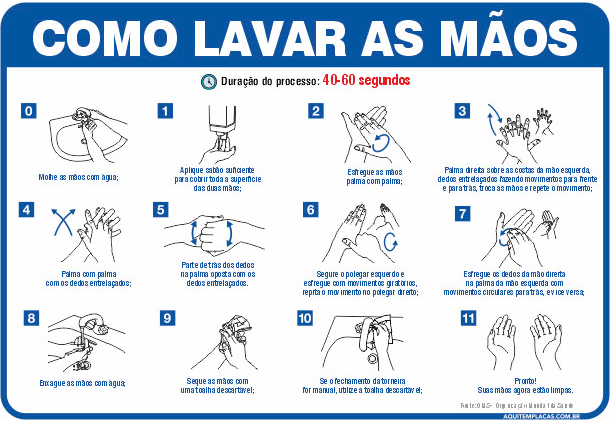 COMO LAVAR AS MÃOS
Duração do processo: 40-60 segundos
0
Molhe as mãos com água;
1
Aplique sabão suficiente
para cobrir toda a superfície
das duas mãos;
2
Esfregue as mãos
palma com palma;
3
Palma direita sobre as costas da mão esquerda,
dedos entrelaçados fazendo movimentos para frente
e para trás, troca as mãos e repete o movimento;
4
Palma com palma
com os dedos entrelaçados;
5
Parte de trás dos dedos
na palma oposta com os
dedos entrelaçados.
6
Segure o polegar esquerdo e
esfregue com movimentos giratórios,
repita o movimento no polegar direito;
7
Esfregue os dedos da mão direita
na palma da mão esquerda com
movimentos circulares para trás, e vice versa;
8
Enxague as mãos com água;
9
Seque as mãos com
uma toalha descartável;
10
Se o fechamento da torneira
for manual, utilize a toalha descartável;
11
Pronto!
Suas mãos agora estão limpas.
Fonte: OMS - Organização Mundial da Saúde
AQUITEMPLACAS.COM.BR